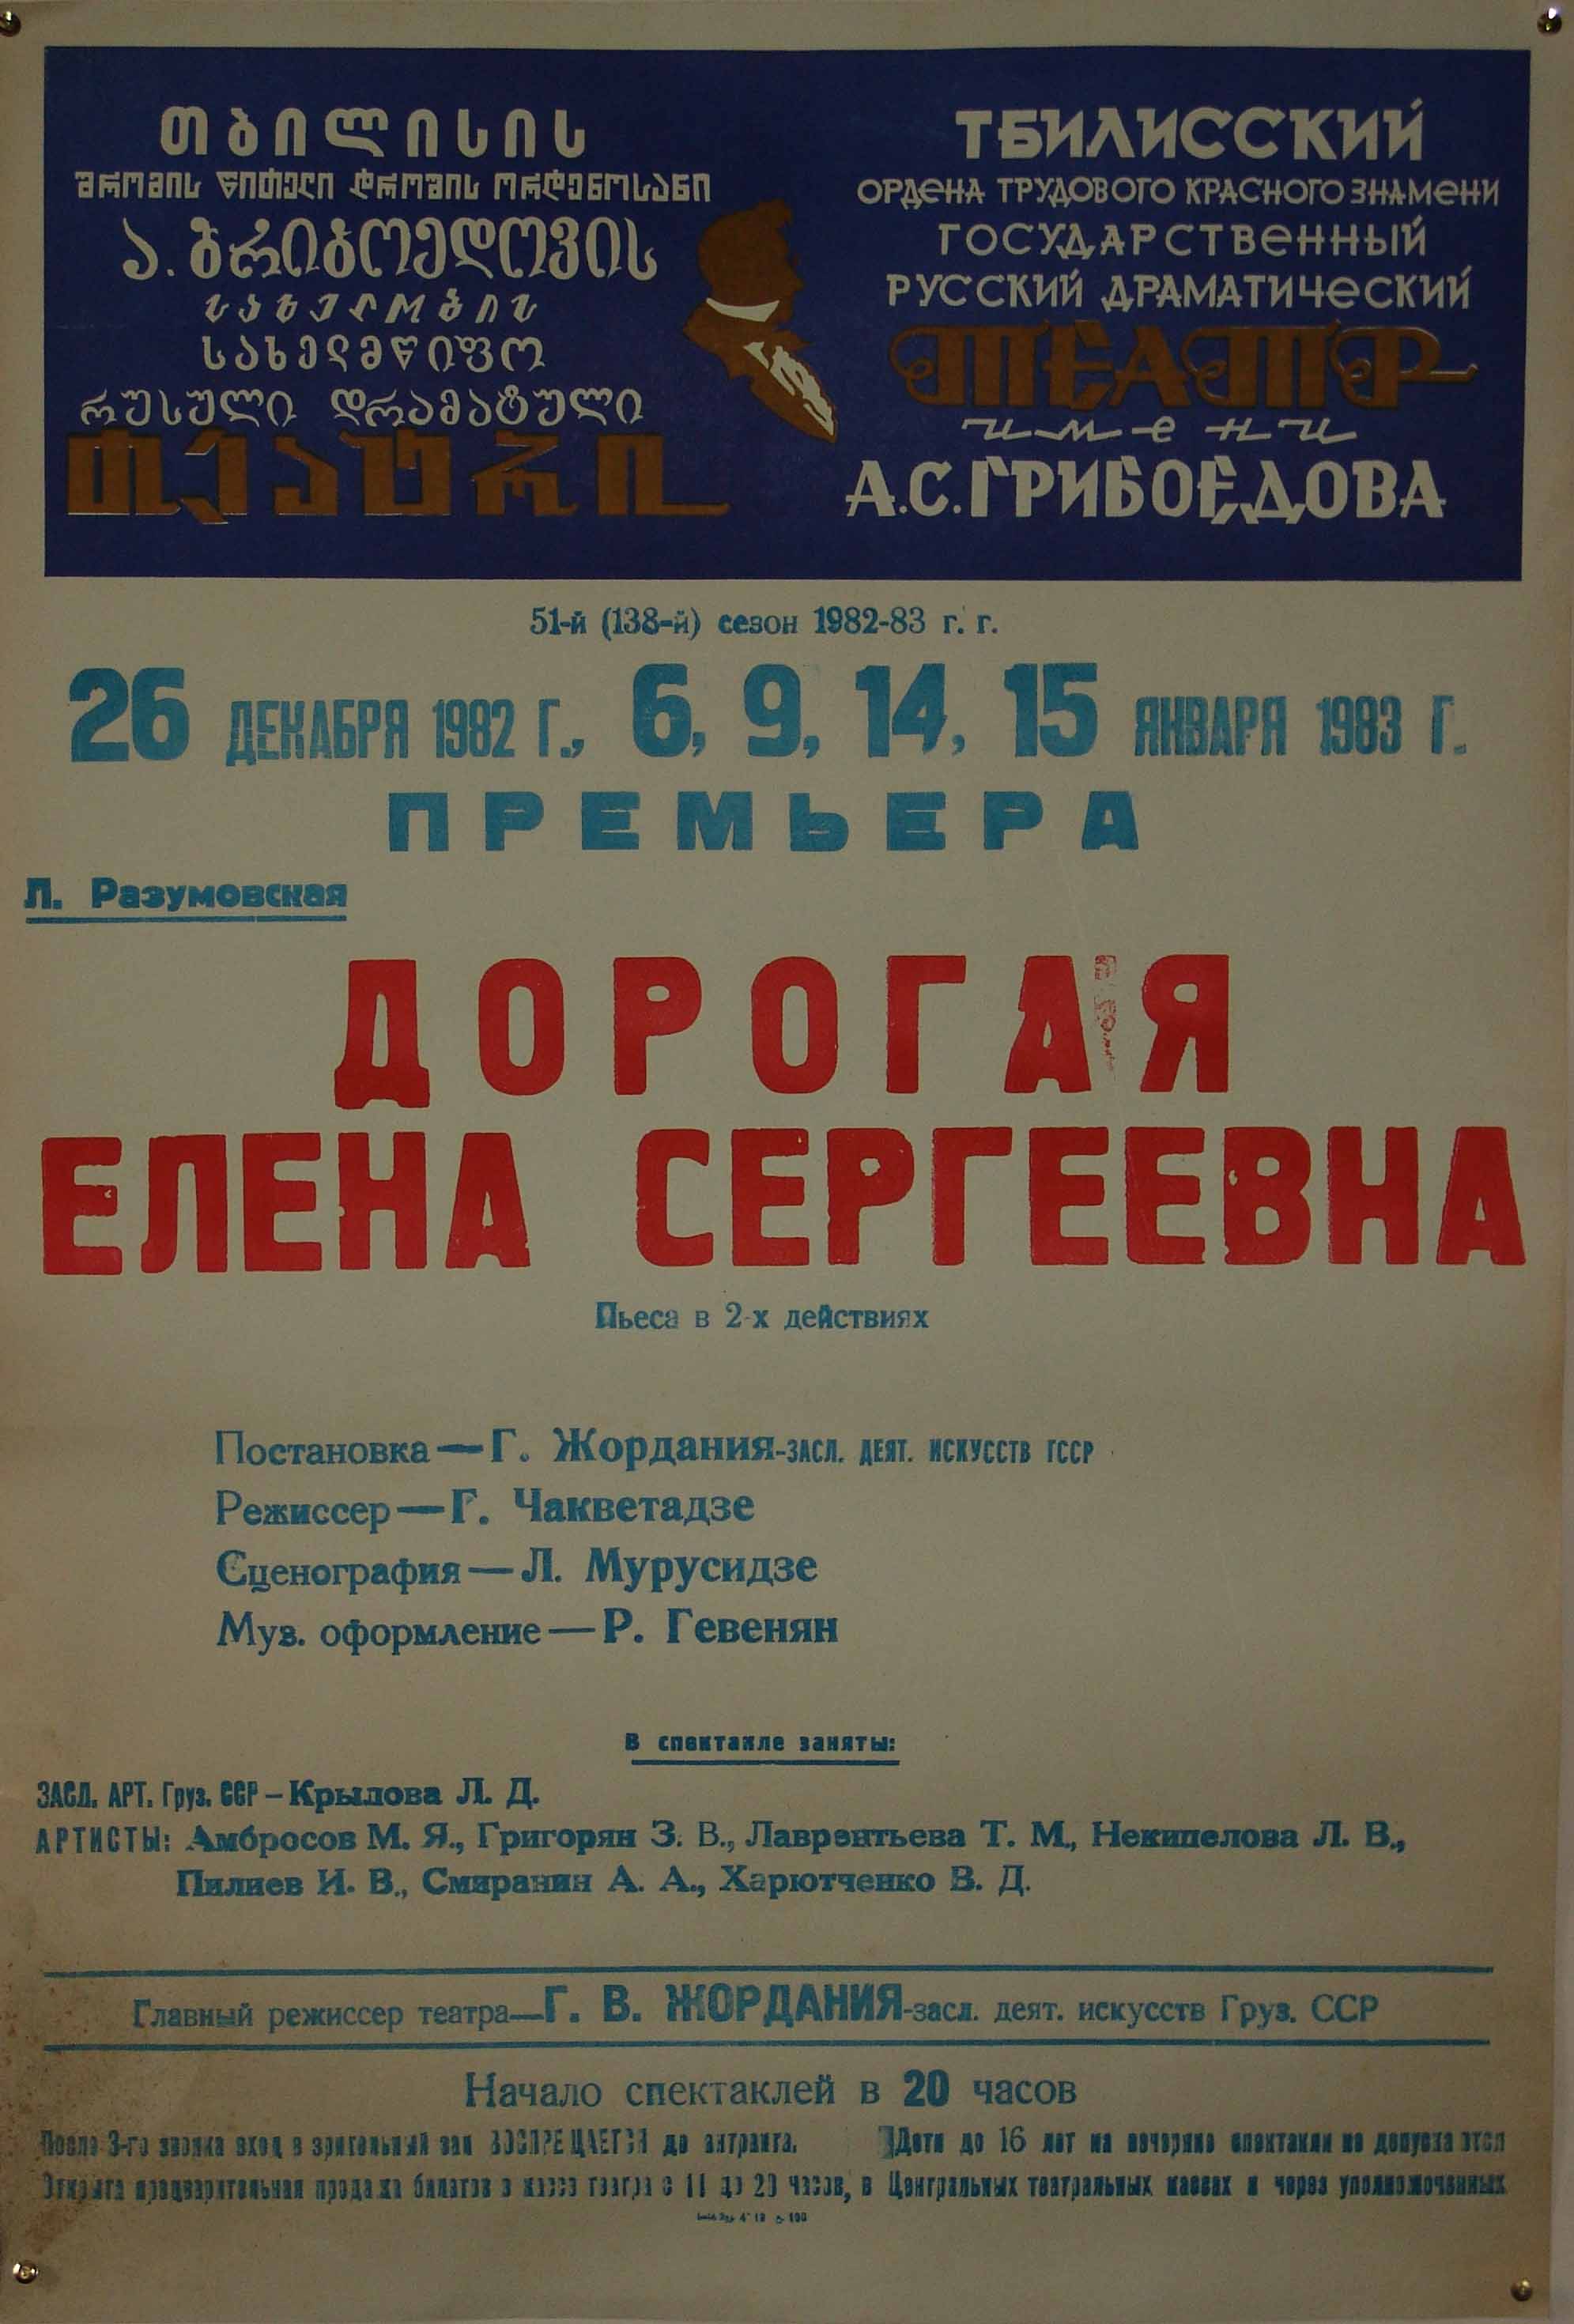 თბილისის
შრომის წითელი დროშის ორდენოსანი
ა. გრიბოედოვის
სახელობის
სახელმწიფო
რუსული დრამატული
თეატრი
ТБИЛИССКИЙ
ОРДЕНА ТРУДОВОГО КРАСНОГО ЗНАМЕНИ
ГОСУДАРСТВЕННЫЙ
РУССКИЙ ДРАМАТИЧЕСКИЙ
ТЕАТР
имени
А.С.ГРИБОЕДОВА
51-й (138-й) сезон 1982-83 г. г.
26 ДЕКАБРЯ 1982 Г., 6, 9, 14, 15 ЯНВАРЯ 1983 Г.
ПРЕМЬЕРА
Л. Разумовская
ДОРОГАЯ
ЕЛЕНА СЕРГЕЕВНА
Пьеса в 2-х действиях
Постановка — Г. Жордания-ЗАСЛ. ДЕЯТ. ИСКУССТВ ГССР
Режиссер — Г. Чакветадзе
Сценография — Л. Мурусидзе
Муз. оформление — Р. Гевенян
В спектакле заняты:
ЗАСЛ. АРТ. Груз. ССР – Крылова Л. Д.
АРТИСТЫ: Амбросов М. Я., Григорян З. В., Лаврентьева Т. М., Некипелова Л. В.,
Пилиев И. В., Смиранин А. А., Харютченко В. Д.
Главный режиссер театра—Г. В. ЖОРДАНИЯ-засл. деят. искусств Груз. ССР
Начало спектаклей в 20 часов
После 3-го звонка вход в зрительный зал ВОСПРЕЩАЕТСЯ до антракта. Дети до 16 лет на вечерние спектакли не допускаются
Открыта предварительная продажа билетов в кассе театра с 11 до 20 часов, в Центральных театральных кассах и через уполномоченных